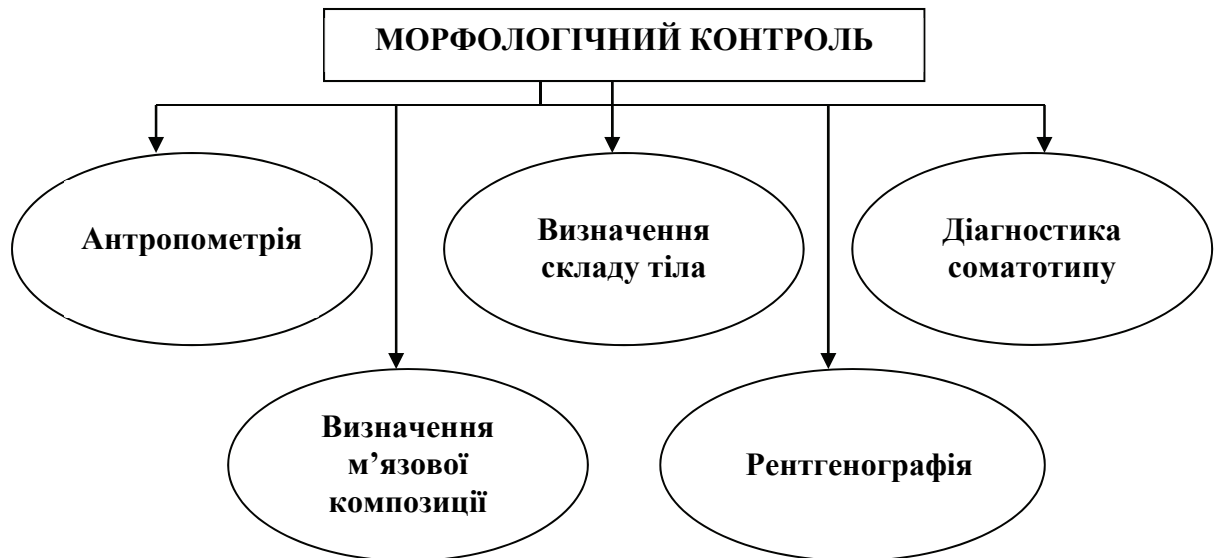 МОРФОЛОГІЧНИЙ КОНТРОЛЬ
Антропометрія
Визначення
складу тіла
Діагностика
соматотипу
Визначення
м’язової
композиції
Рентгенографія